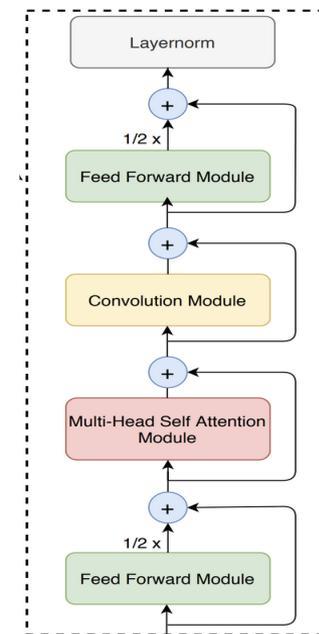 Layernorm
+
1/2 x
Feed Forward Module
+
Convolution Module
+
Multi-Head Self Attention
Module
+
1/2 x
Feed Forward Module